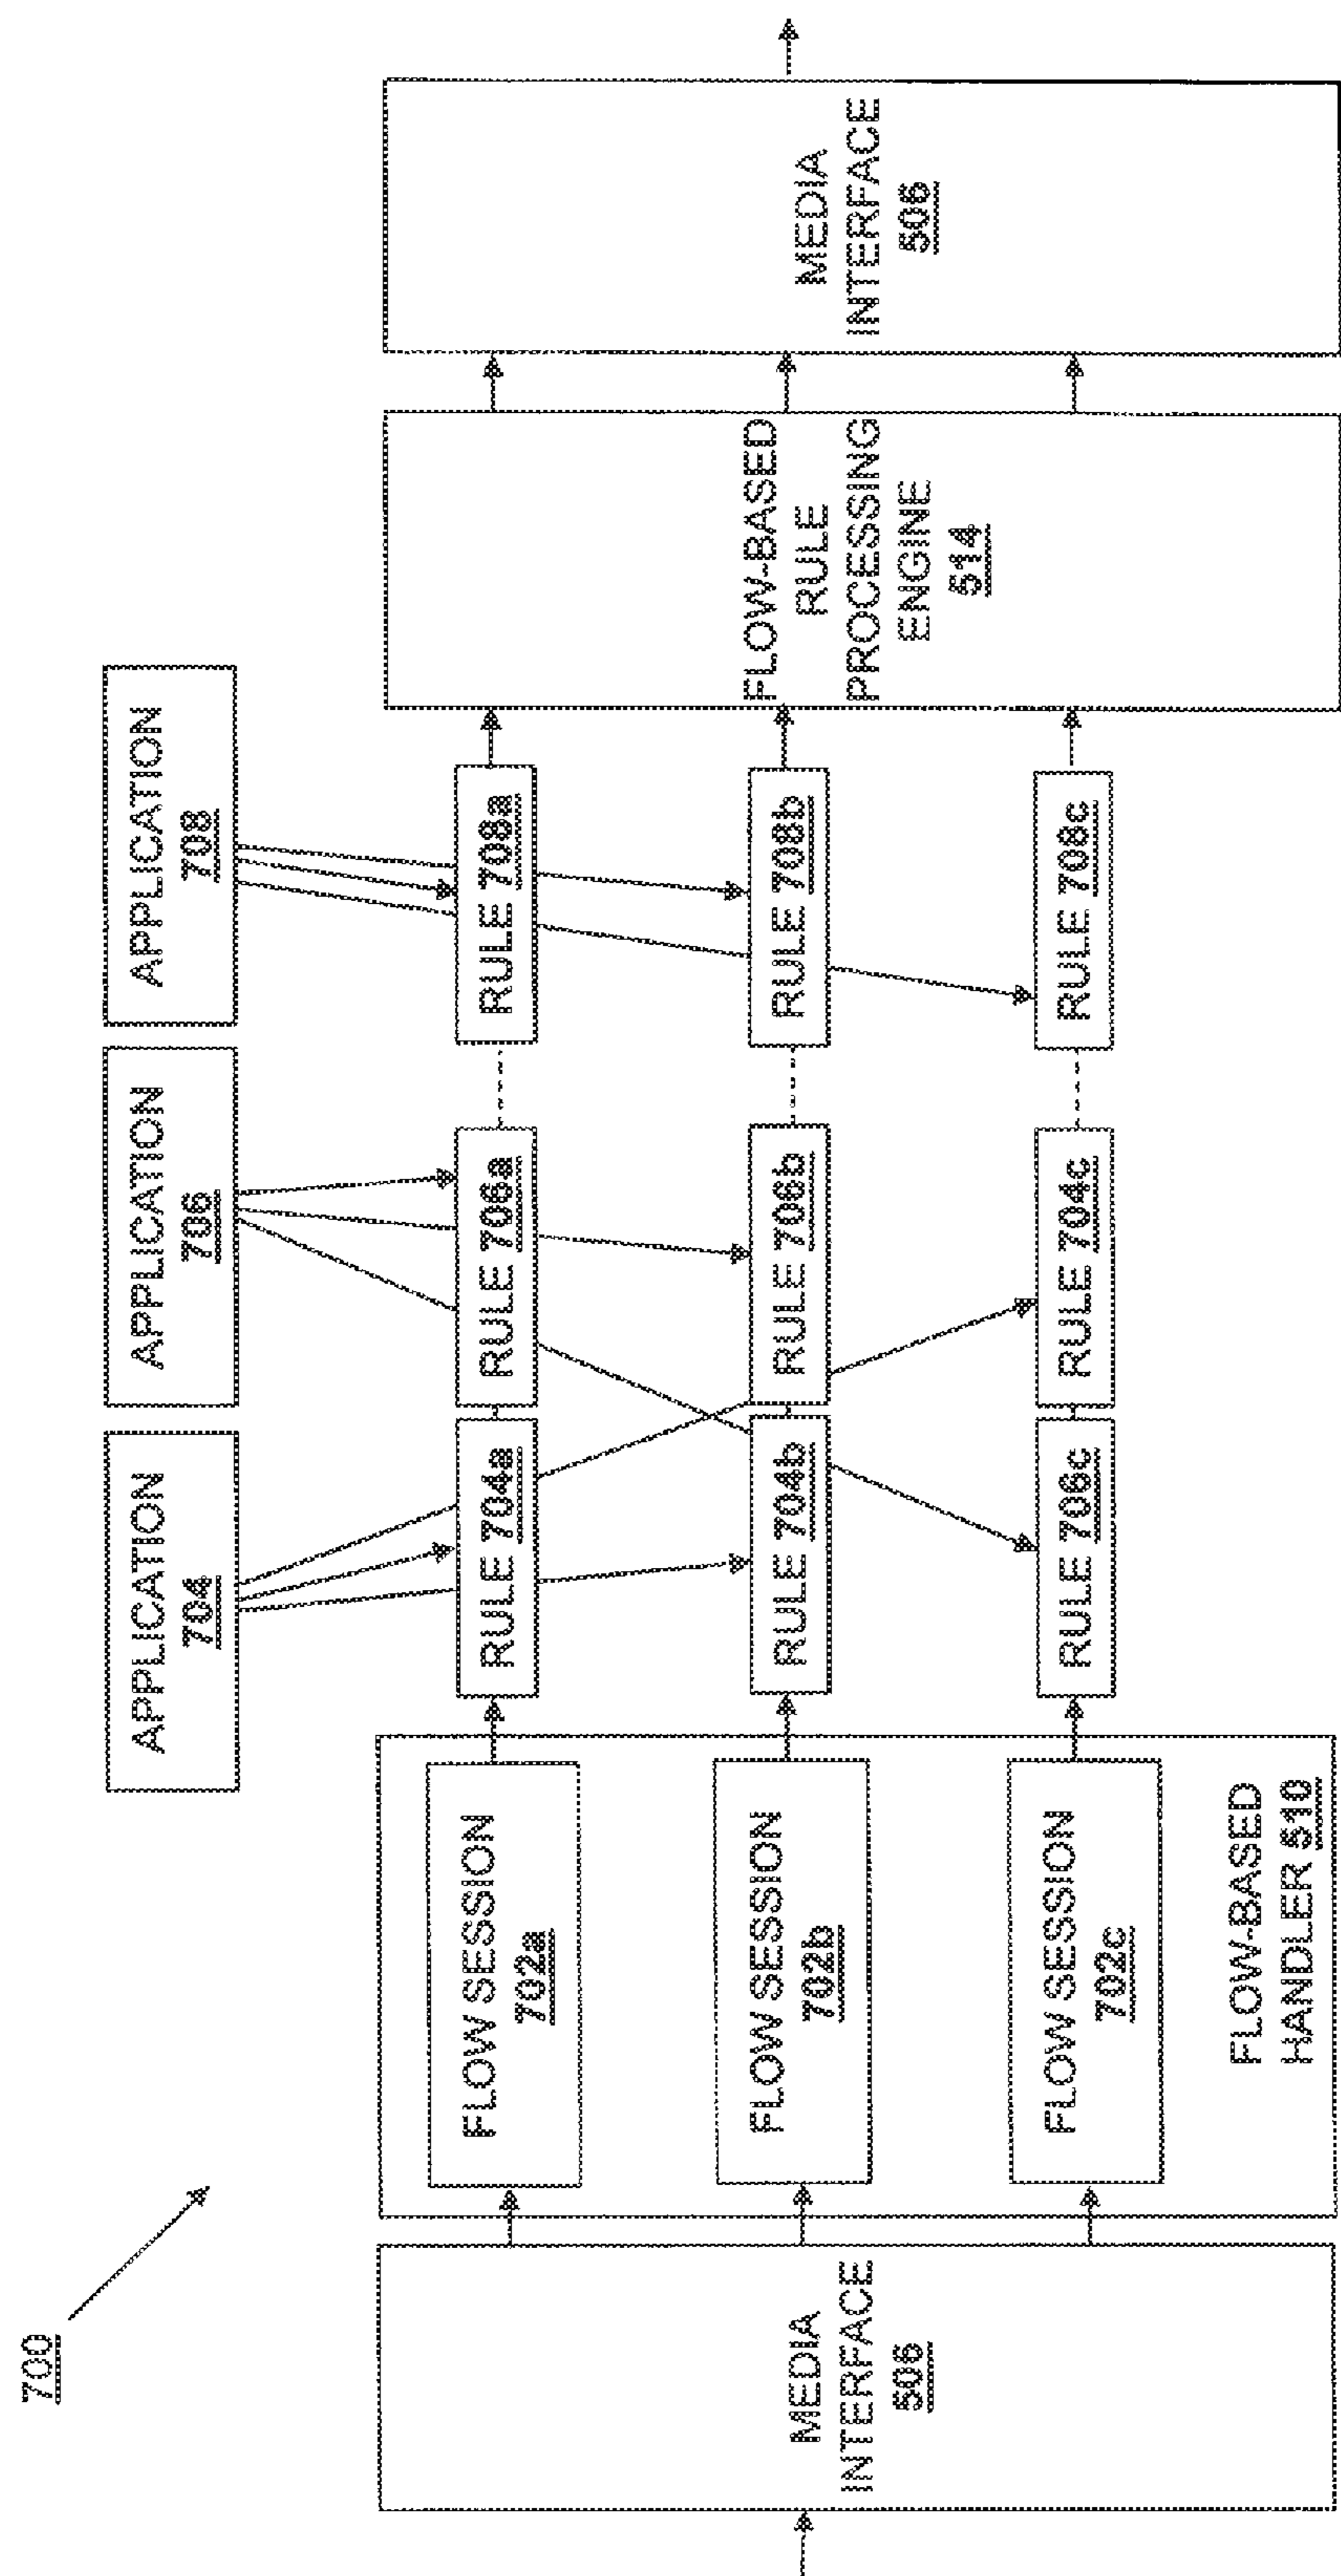 700
APPLICATION
704
APPLICATION
706
APPLICATION
708
MEDIA
INTERFACE
506
FLOW SESSION
702a
FLOW SESSION
702b
FLOW SESSION
702c
FLOW-BASED
HANDLER 510
RULE 704a
RULE 706a
RULE 708a
RULE 704b
RULE 706b
RULE 708b
RULE 706c
RULE 704c
RULE 708c
FLOW-BASED
RULE
PROCESSING
ENGINE
514
MEDIA
INTERFACE
506